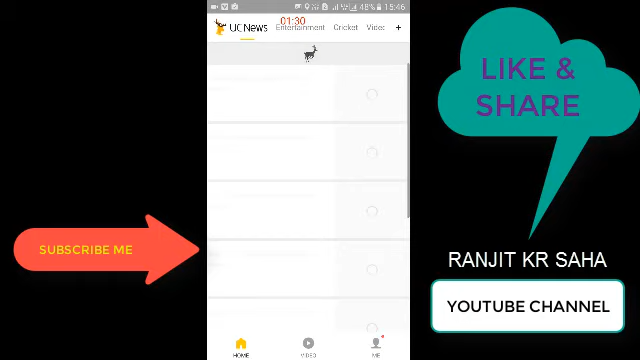 48% 15:46
01:30
UC News Entertainment Cricket Video +
LIKE &
SHARE
SUBSCRIBE ME
RANJIT KR SAHA
YOUTUBE CHANNEL
HOME VIDEO ME